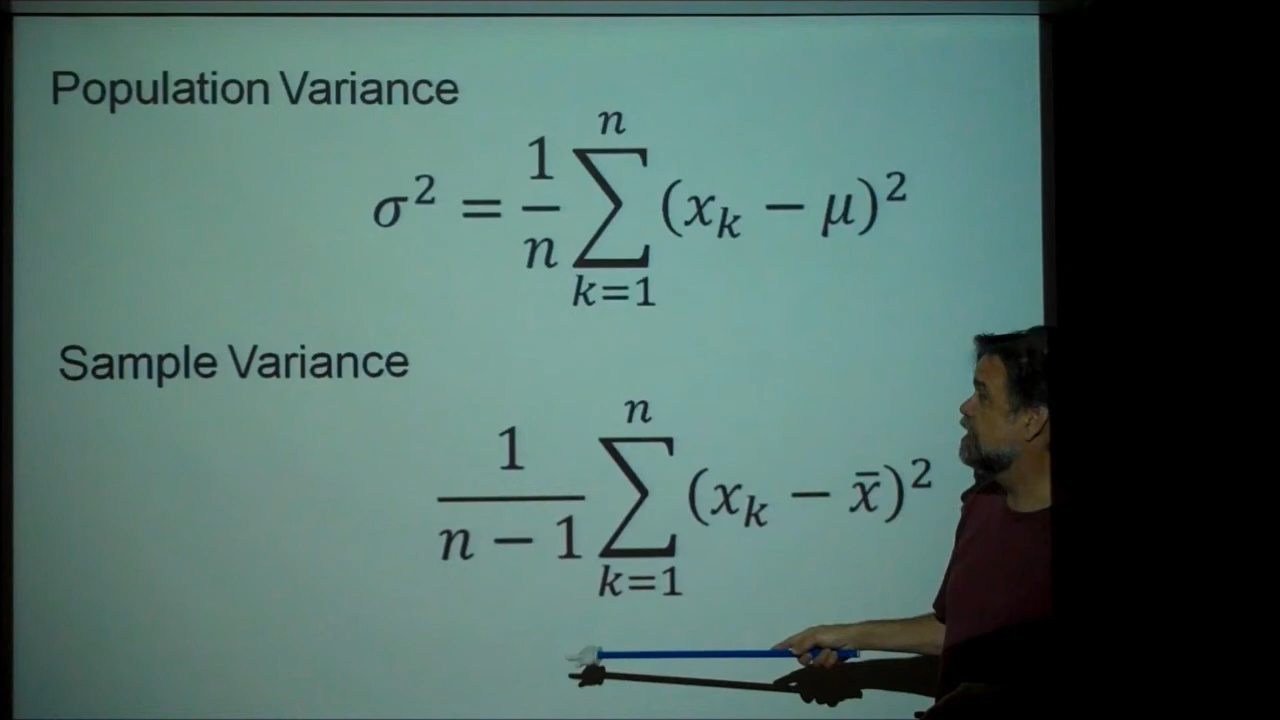 Population Variance
σ² = 1/n ∑_{k=1}^{n} (x_k − μ)²
Sample Variance
1/(n − 1) ∑_{k=1}^{n} (x_k − x̄)²